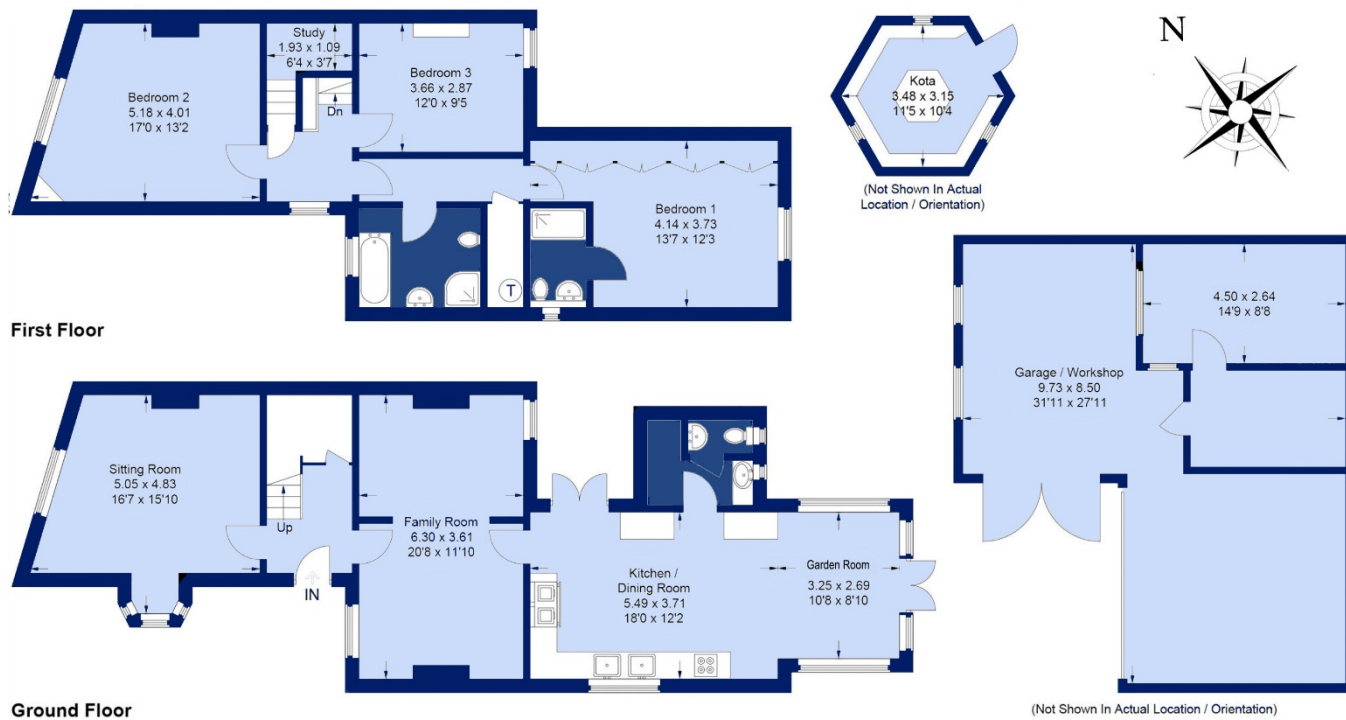 Study
1.93 x 1.09
6'4 x 3'7
Bedroom 2
5.18 x 4.01
17'0 x 13'2
Dn
Bedroom 3
3.66 x 2.87
12'0 x 9'5
Bedroom 1
4.14 x 3.73
13'7 x 12'3
T
First Floor
Kota
3.48 x 3.15
11'5 x 10'4
(Not Shown In Actual
Location / Orientation)
N
4.50 x 2.64
14'9 x 8'8
Garage / Workshop
9.73 x 8.50
31'11 x 27'11
(Not Shown In Actual Location / Orientation)
Sitting Room
5.05 x 4.83
16'7 x 15'10
Up
IN
Family Room
6.30 x 3.61
20'8 x 11'10
Kitchen /
Dining Room
5.49 x 3.71
18'0 x 12'2
Garden Room
3.25 x 2.69
10'8 x 8'10
Ground Floor